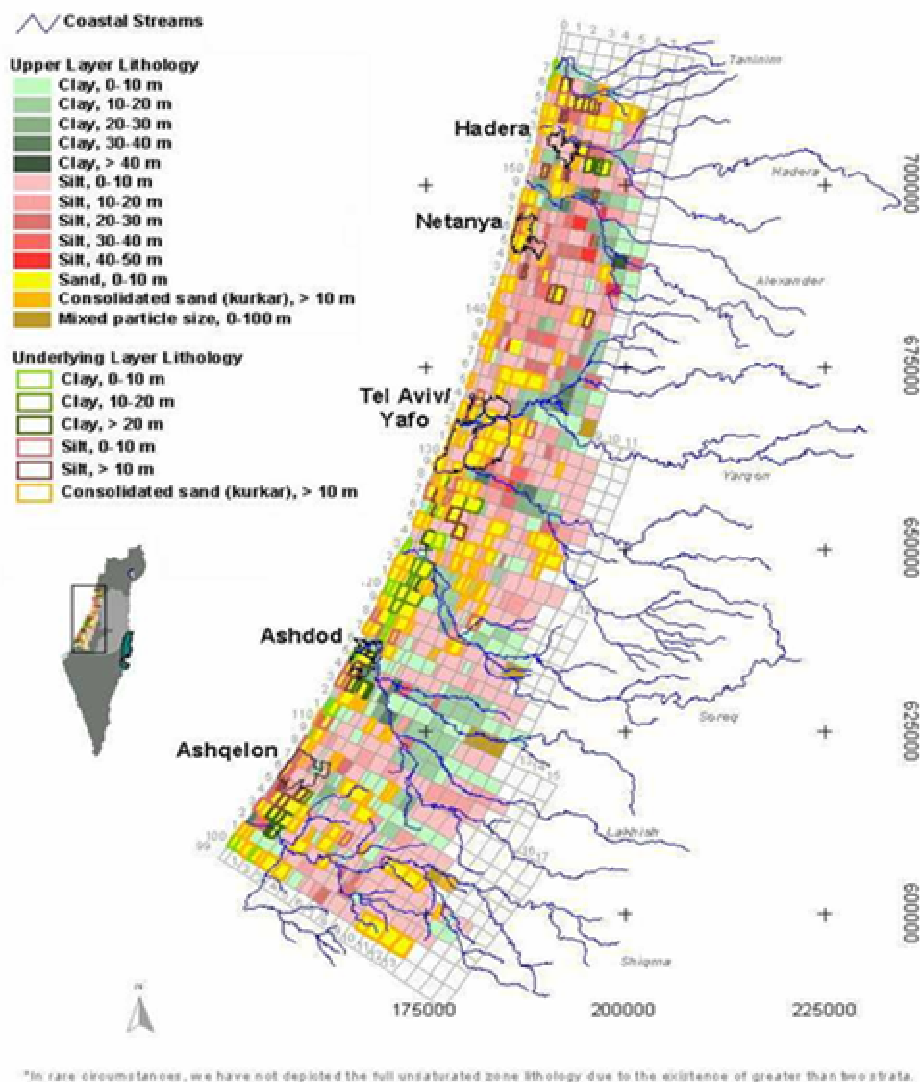 Coastal Streams
Upper Layer Lithology
Clay, 0-10 m
Clay, 10-20 m
Clay, 20-30 m
Clay, 30-40 m
Clay, > 40 m
Silt, 0-10 m
Silt, 10-20 m
Silt, 20-30 m
Silt, 30-40 m
Silt, 40-50 m
Sand, 0-10 m
Consolidated sand (kurkar), > 10 m
Mixed particle size, 0-100 m
Underlying Layer Lithology
Clay, 0-10 m
Clay, 10-20 m
Clay, > 20 m
Silt, 0-10 m
Silt, > 10 m
Consolidated sand (kurkar), > 10 m
Taninim
Hadera
Hadera
Netanya
Alexander
Tel Aviv/
Yafo
Yarqon
Ashdod
Soreq
Ashqelon
Lakhish
Shiqma
700000
675000
650000
625000
600000
175000
200000
225000
*In rare circumstances, we have not depicted the full unsaturated zone lithology due to the existence of greater than two strata.